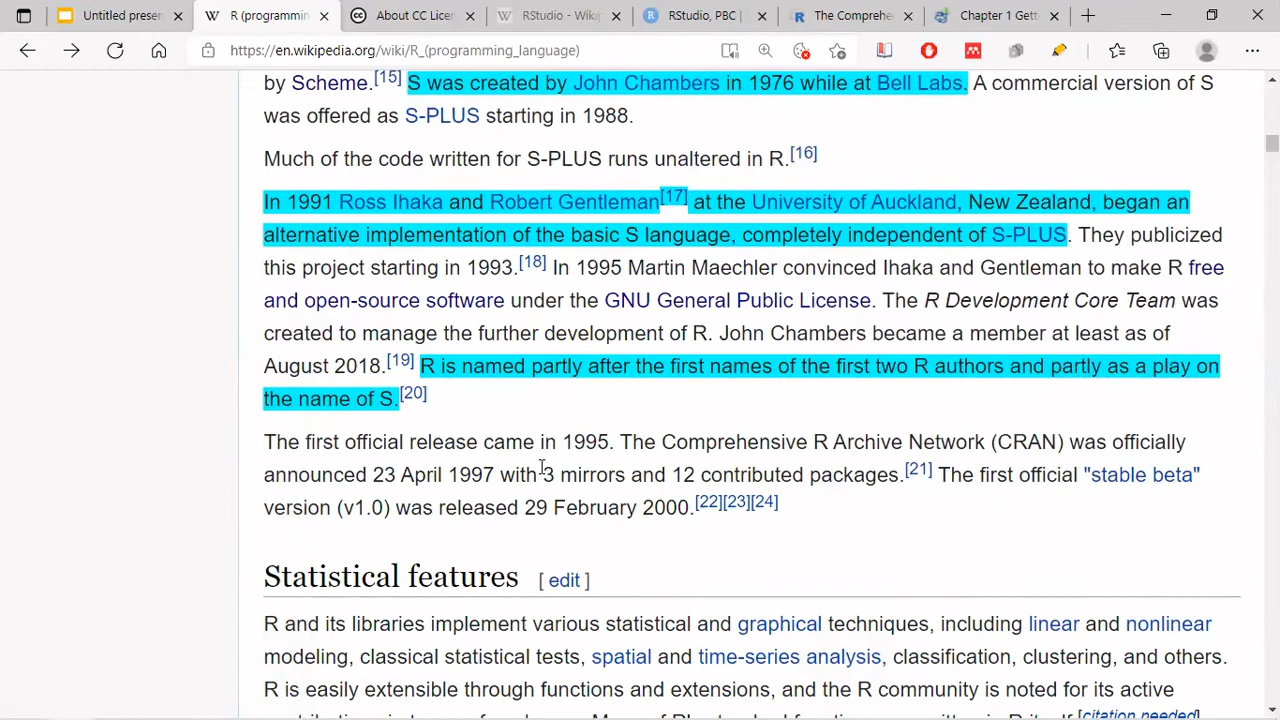 Untitled presen
R (programmin
About CC Licen
RStudio - Wikip
RStudio, PBC |
The Comprehe
Chapter 1 Gett
https://en.wikipedia.org/wiki/R_(programming_language)
by Scheme.[15] S was created by John Chambers in 1976 while at Bell Labs. A commercial version of S
was offered as S-PLUS starting in 1988.
Much of the code written for S-PLUS runs unaltered in R.[16]
In 1991 Ross Ihaka and Robert Gentleman[17] at the University of Auckland, New Zealand, began an
alternative implementation of the basic S language, completely independent of S-PLUS. They publicized
this project starting in 1993.[18] In 1995 Martin Maechler convinced Ihaka and Gentleman to make R free
and open-source software under the GNU General Public License. The R Development Core Team was
created to manage the further development of R. John Chambers became a member at least as of
August 2018.[19] R is named partly after the first names of the first two R authors and partly as a play on
the name of S.[20]
The first official release came in 1995. The Comprehensive R Archive Network (CRAN) was officially
announced 23 April 1997 with 3 mirrors and 12 contributed packages.[21] The first official "stable beta"
version (v1.0) was released 29 February 2000.[22][23][24]
Statistical features [ edit ]
R and its libraries implement various statistical and graphical techniques, including linear and nonlinear
modeling, classical statistical tests, spatial and time-series analysis, classification, clustering, and others.
R is easily extensible through functions and extensions, and the R community is noted for its active
[citation needed]